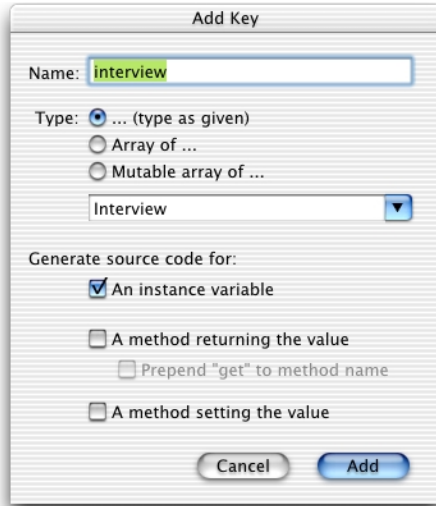 Add Key
Name: interview
Type: ... (type as given)
Array of ...
Mutable array of ...
Interview
Generate source code for:
An instance variable
A method returning the value
Prepend "get" to method name
A method setting the value
Cancel Add